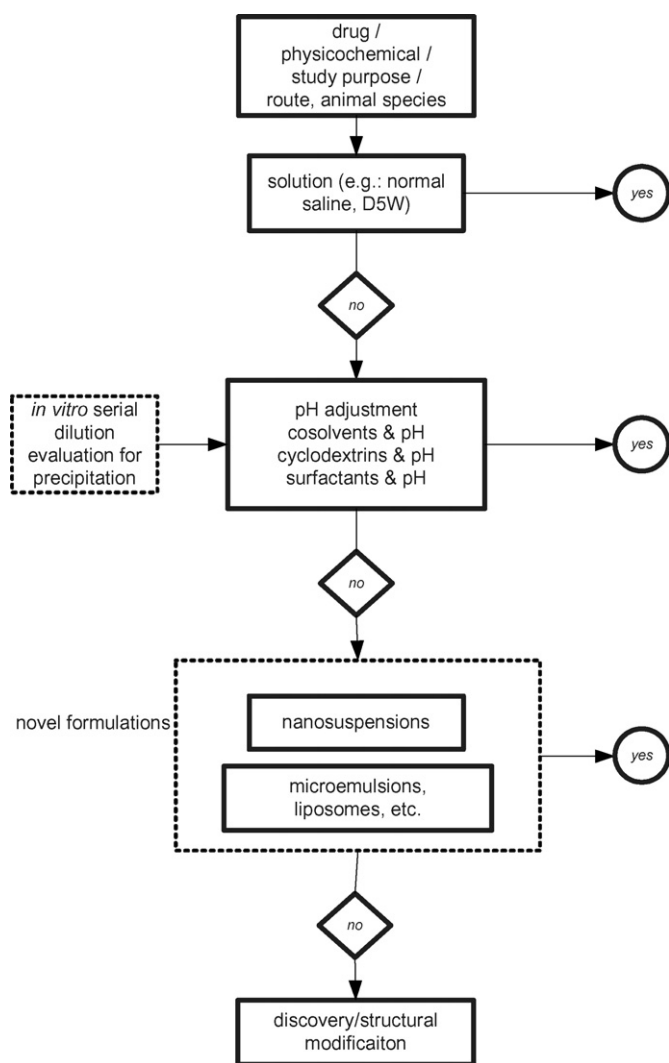 drug /
physicochemical /
study purpose /
route, animal species
solution (e.g.: normal
saline, D5W)
yes
no
in vitro serial
dilution
evaluation for
precipitation
pH adjustment
cosolvents & pH
cyclodextrins & pH
surfactants & pH
yes
no
novel formulations
nanosuspensions
microemulsions,
liposomes, etc.
yes
no
discovery/structural
modificaiton